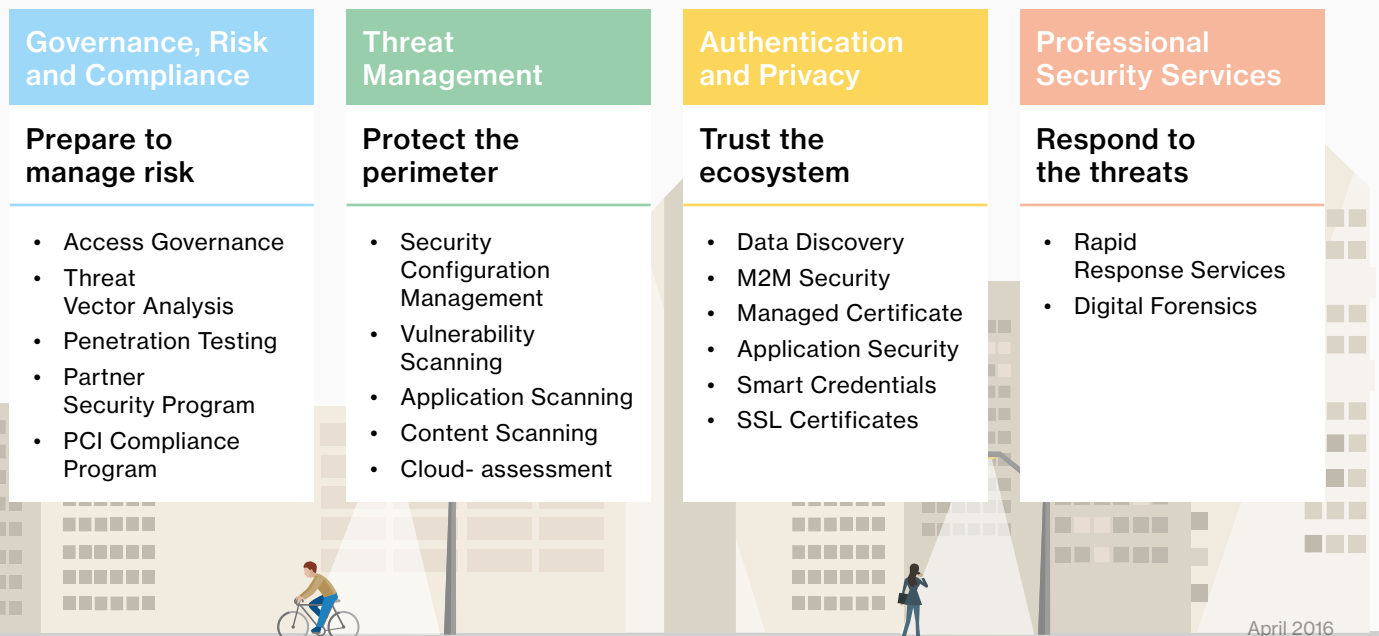 Governance, Risk
and Compliance
Prepare to
manage risk
• Access Governance
• Threat
Vector Analysis
• Penetration Testing
• Partner
Security Program
• PCI Compliance
Program
Threat
Management
Protect the
perimeter
• Security
Configuration
Management
• Vulnerability
Scanning
• Application Scanning
• Content Scanning
• Cloud- assessment
Authentication
and Privacy
Trust the
ecosystem
• Data Discovery
• M2M Security
• Managed Certificate
• Application Security
• Smart Credentials
• SSL Certificates
Professional
Security Services
Respond to
the threats
• Rapid
Response Services
• Digital Forensics
April 2016